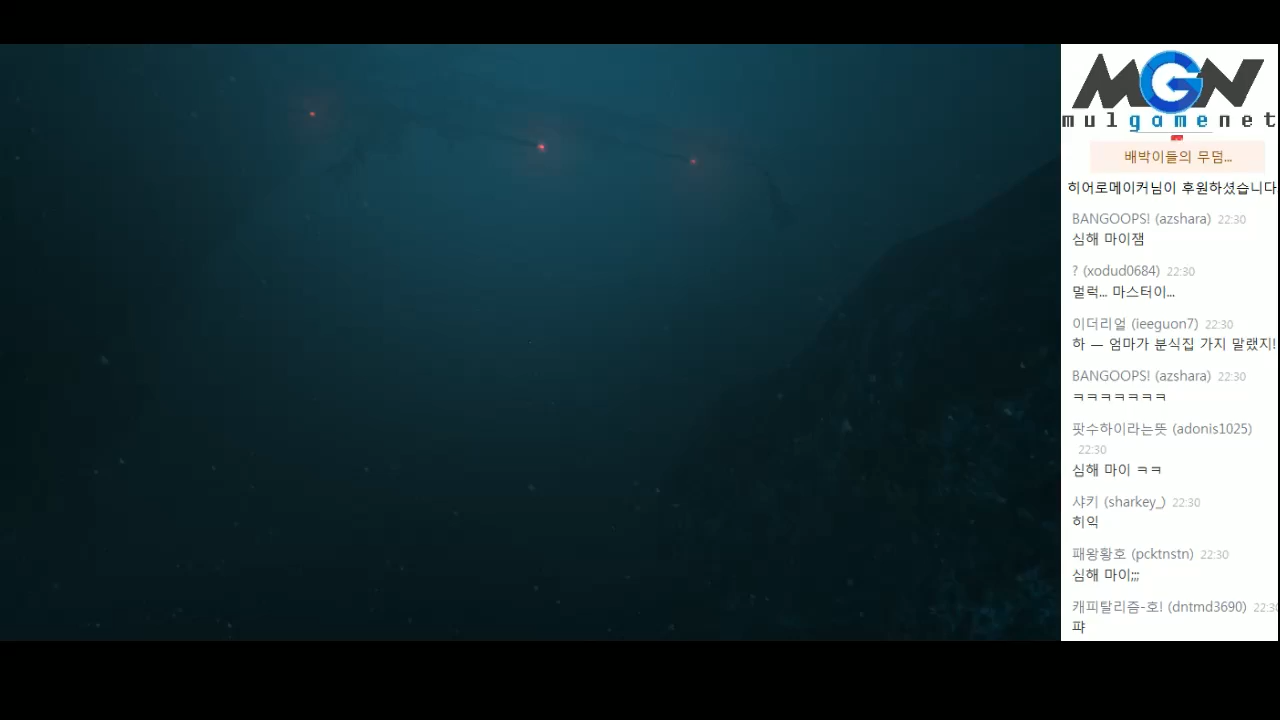 MGN
mulgamenet
배박이들의 무덤...
히어로메이커님이 후원하셨습니다
BANGOOPS! (azshara) 22:30
심해 마이잼
? (xodud0684) 22:30
멀럭... 마스터이...
이더리얼 (ieeguon7) 22:30
하 — 엄마가 분식집 가지 말랬지!
BANGOOPS! (azshara) 22:30
ㅋㅋㅋㅋㅋㅋㅋ
팟수하이라는뜻 (adonis1025)
22:30
심해 마이 ㅋㅋ
샤키 (sharkey_) 22:30
히익
패왕황호 (pcktnstn) 22:30
심해 마이;;;
캐피탈리즘-호! (dntmd3690) 22:30
퍄